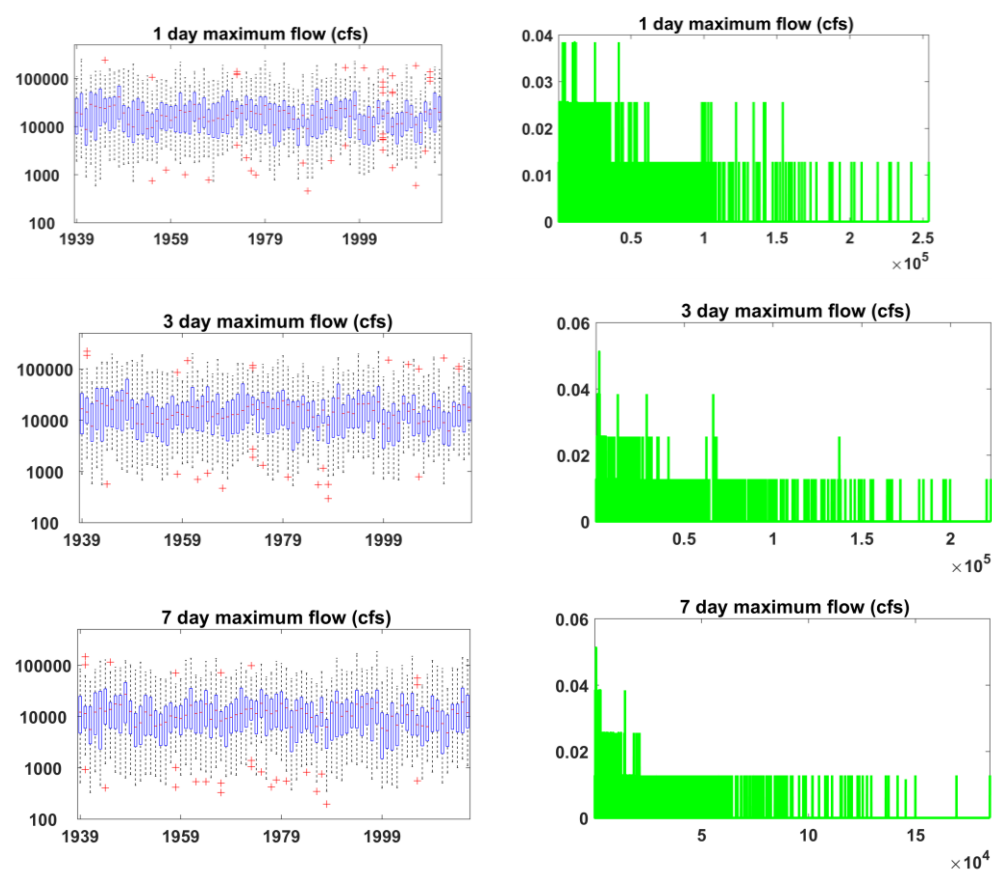 1 day maximum flow (cfs)
100000
10000
1000
100
1939 1959 1979 1999
1 day maximum flow (cfs)
0.04
0.03
0.02
0.01
0
0.5 1 1.5 2 2.5
×10^5
3 day maximum flow (cfs)
100000
10000
1000
100
1939 1959 1979 1999
3 day maximum flow (cfs)
0.06
0.04
0.02
0
0.5 1 1.5 2
×10^5
7 day maximum flow (cfs)
100000
10000
1000
100
1939 1959 1979 1999
7 day maximum flow (cfs)
0.06
0.04
0.02
0
5 10 15
×10^4